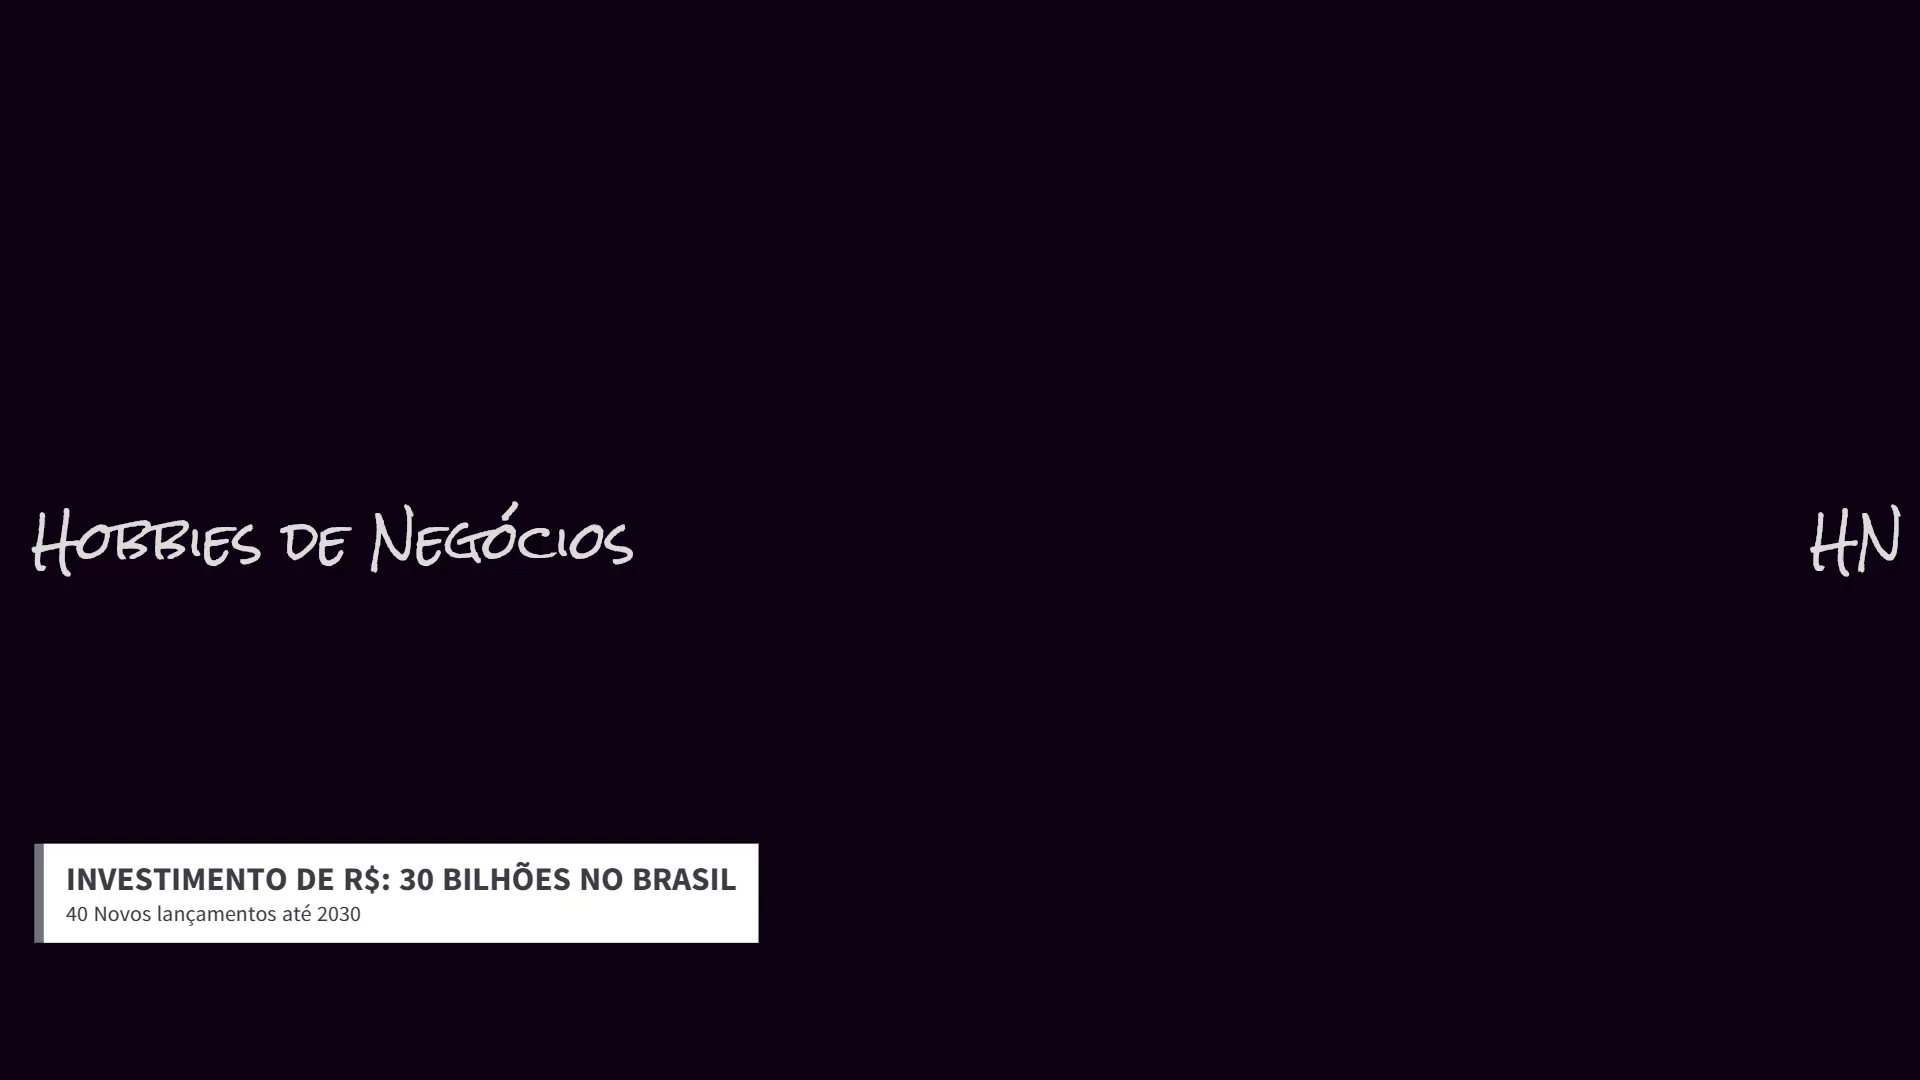 Hobbies de Negócios
HN
INVESTIMENTO DE R$: 30 BILHÕES NO BRASIL
40 Novos lançamentos até 2030